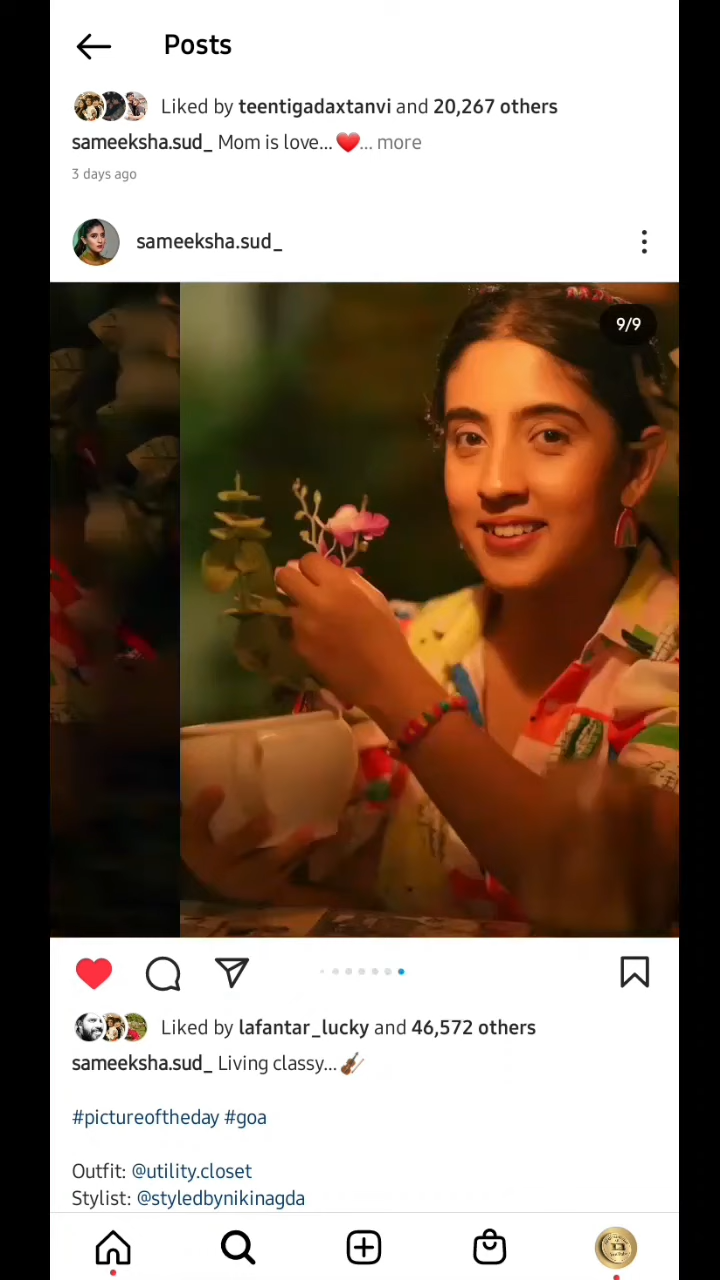 Posts
Liked by teentigadaxtanvi and 20,267 others
sameeksha.sud_ Mom is love...❤️... more
3 days ago
sameeksha.sud_
9/9
Liked by lafantar_lucky and 46,572 others
sameeksha.sud_ Living classy...🎻
#pictureoftheday #goa
Outfit: @utility.closet
Stylist: @styledbynikinagda